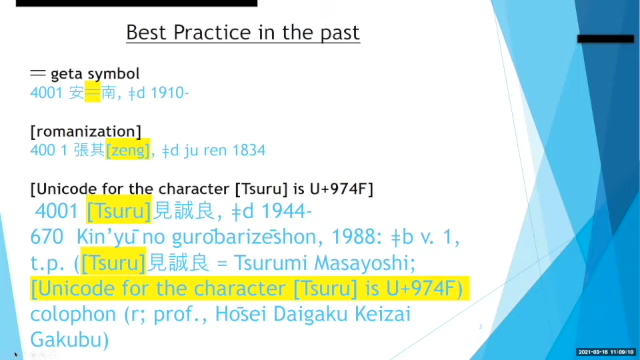 Best Practice in the past
〓 geta symbol
4001 安〓南, ǂd 1910-
[romanization]
400 1 張其[zeng], ǂd ju ren 1834
[Unicode for the character [Tsuru] is U+974F]
4001 [Tsuru]見誠良, ǂd 1944-
670 Kin'yū no gurōbarizēshon, 1988: ǂb v. 1,
t.p. ([Tsuru]見誠良 = Tsurumi Masayoshi;
[Unicode for the character [Tsuru] is U+974F)
colophon (r; prof., Hōsei Daigaku Keizai
Gakubu)
2021-03-16 11:09:10